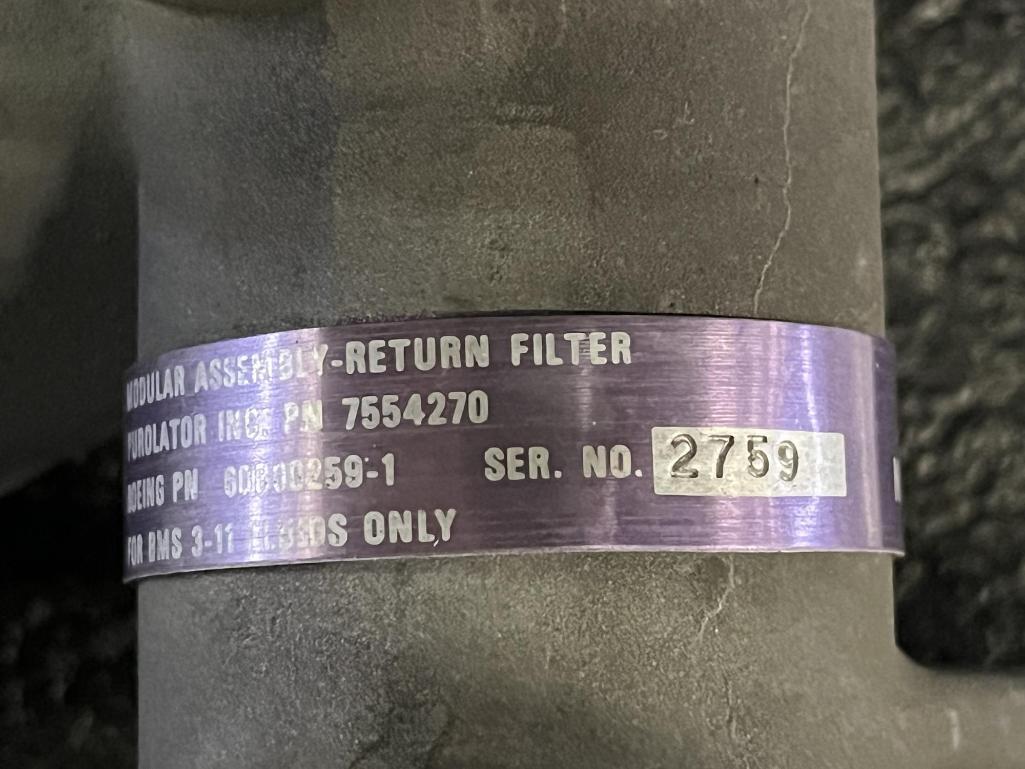 MODULAR ASSEMBLY-RETURN FILTER
PUROLATOR INC. PN 7554270
BOEING PN 60B00259-1 SER. NO. 2759
FOR BMS 3-11 FLUIDS ONLY